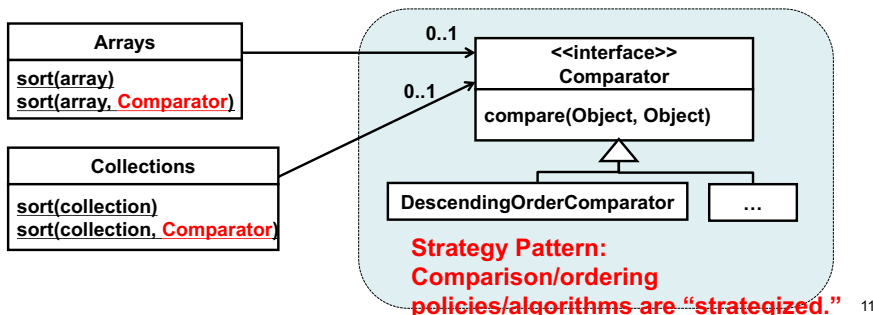 Arrays
sort(array)
sort(array, Comparator)
Collections
sort(collection)
sort(collection, Comparator)
0..1
0..1
<<interface>>
Comparator
compare(Object, Object)
DescendingOrderComparator
…
Strategy Pattern:
Comparison/ordering
policies/algorithms are “strategized.”
11